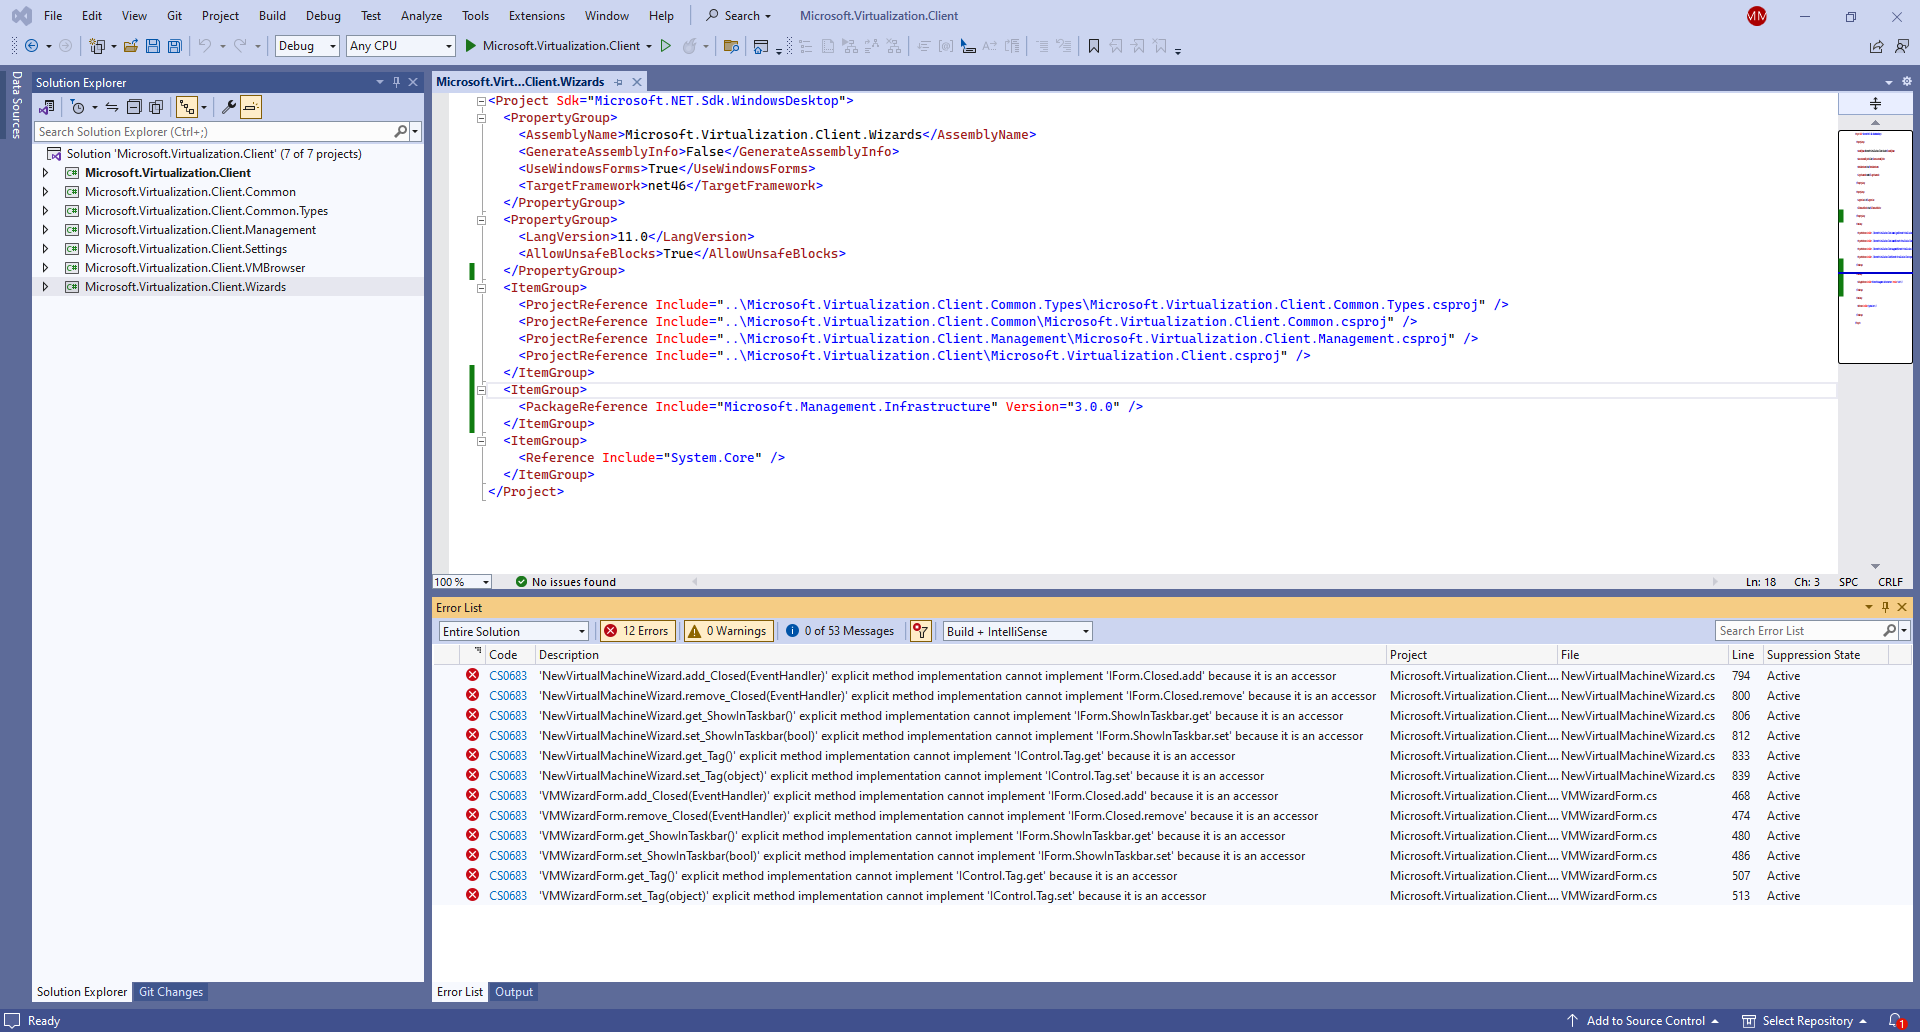 File Edit View Git Project Build Debug Test Analyze Tools Extensions Window Help Search Microsoft.Virtualization.Client MM
Debug Any CPU Microsoft.Virtualization.Client
Data Sources
Solution Explorer
Search Solution Explorer (Ctrl+;)
Solution 'Microsoft.Virtualization.Client' (7 of 7 projects)
C# Microsoft.Virtualization.Client
C# Microsoft.Virtualization.Client.Common
C# Microsoft.Virtualization.Client.Common.Types
C# Microsoft.Virtualization.Client.Management
C# Microsoft.Virtualization.Client.Settings
C# Microsoft.Virtualization.Client.VMBrowser
C# Microsoft.Virtualization.Client.Wizards
Solution Explorer Git Changes
Microsoft.Virt...Client.Wizards
<Project Sdk="Microsoft.NET.Sdk.WindowsDesktop">
<PropertyGroup>
<AssemblyName>Microsoft.Virtualization.Client.Wizards</AssemblyName>
<GenerateAssemblyInfo>False</GenerateAssemblyInfo>
<UseWindowsForms>True</UseWindowsForms>
<TargetFramework>net46</TargetFramework>
</PropertyGroup>
<PropertyGroup>
<LangVersion>11.0</LangVersion>
<AllowUnsafeBlocks>True</AllowUnsafeBlocks>
</PropertyGroup>
<ItemGroup>
<ProjectReference Include="..\Microsoft.Virtualization.Client.Common.Types\Microsoft.Virtualization.Client.Common.Types.csproj" />
<ProjectReference Include="..\Microsoft.Virtualization.Client.Common\Microsoft.Virtualization.Client.Common.csproj" />
<ProjectReference Include="..\Microsoft.Virtualization.Client.Management\Microsoft.Virtualization.Client.Management.csproj" />
<ProjectReference Include="..\Microsoft.Virtualization.Client\Microsoft.Virtualization.Client.csproj" />
</ItemGroup>
<ItemGroup>
<PackageReference Include="Microsoft.Management.Infrastructure" Version="3.0.0" />
</ItemGroup>
<ItemGroup>
<Reference Include="System.Core" />
</ItemGroup>
</Project>
100 % No issues found Ln: 18 Ch: 3 SPC CRLF
Error List
Entire Solution 12 Errors 0 Warnings 0 of 53 Messages Build + IntelliSense Search Error List
Code Description Project File Line Suppression State
CS0683 'NewVirtualMachineWizard.add_Closed(EventHandler)' explicit method implementation cannot implement 'IForm.Closed.add' because it is an accessor Microsoft.Virtualization.Client.... NewVirtualMachineWizard.cs 794 Active
CS0683 'NewVirtualMachineWizard.remove_Closed(EventHandler)' explicit method implementation cannot implement 'IForm.Closed.remove' because it is an accessor Microsoft.Virtualization.Client.... NewVirtualMachineWizard.cs 800 Active
CS0683 'NewVirtualMachineWizard.get_ShowInTaskbar()' explicit method implementation cannot implement 'IForm.ShowInTaskbar.get' because it is an accessor Microsoft.Virtualization.Client.... NewVirtualMachineWizard.cs 806 Active
CS0683 'NewVirtualMachineWizard.set_ShowInTaskbar(bool)' explicit method implementation cannot implement 'IForm.ShowInTaskbar.set' because it is an accessor Microsoft.Virtualization.Client.... NewVirtualMachineWizard.cs 812 Active
CS0683 'NewVirtualMachineWizard.get_Tag()' explicit method implementation cannot implement 'IControl.Tag.get' because it is an accessor Microsoft.Virtualization.Client.... NewVirtualMachineWizard.cs 833 Active
CS0683 'NewVirtualMachineWizard.set_Tag(object)' explicit method implementation cannot implement 'IControl.Tag.set' because it is an accessor Microsoft.Virtualization.Client.... NewVirtualMachineWizard.cs 839 Active
CS0683 'VMWizardForm.add_Closed(EventHandler)' explicit method implementation cannot implement 'IForm.Closed.add' because it is an accessor Microsoft.Virtualization.Client.... VMWizardForm.cs 468 Active
CS0683 'VMWizardForm.remove_Closed(EventHandler)' explicit method implementation cannot implement 'IForm.Closed.remove' because it is an accessor Microsoft.Virtualization.Client.... VMWizardForm.cs 474 Active
CS0683 'VMWizardForm.get_ShowInTaskbar()' explicit method implementation cannot implement 'IForm.ShowInTaskbar.get' because it is an accessor Microsoft.Virtualization.Client.... VMWizardForm.cs 480 Active
CS0683 'VMWizardForm.set_ShowInTaskbar(bool)' explicit method implementation cannot implement 'IForm.ShowInTaskbar.set' because it is an accessor Microsoft.Virtualization.Client.... VMWizardForm.cs 486 Active
CS0683 'VMWizardForm.get_Tag()' explicit method implementation cannot implement 'IControl.Tag.get' because it is an accessor Microsoft.Virtualization.Client.... VMWizardForm.cs 507 Active
CS0683 'VMWizardForm.set_Tag(object)' explicit method implementation cannot implement 'IControl.Tag.set' because it is an accessor Microsoft.Virtualization.Client.... VMWizardForm.cs 513 Active
Error List Output
Ready Add to Source Control Select Repository 1